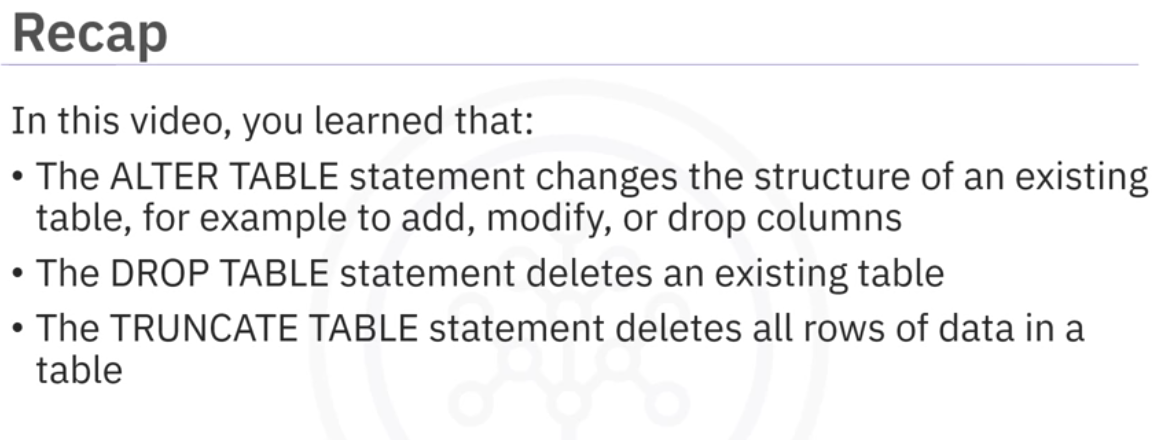 Recap
In this video, you learned that:
• The ALTER TABLE statement changes the structure of an existing
table, for example to add, modify, or drop columns
• The DROP TABLE statement deletes an existing table
• The TRUNCATE TABLE statement deletes all rows of data in a
table